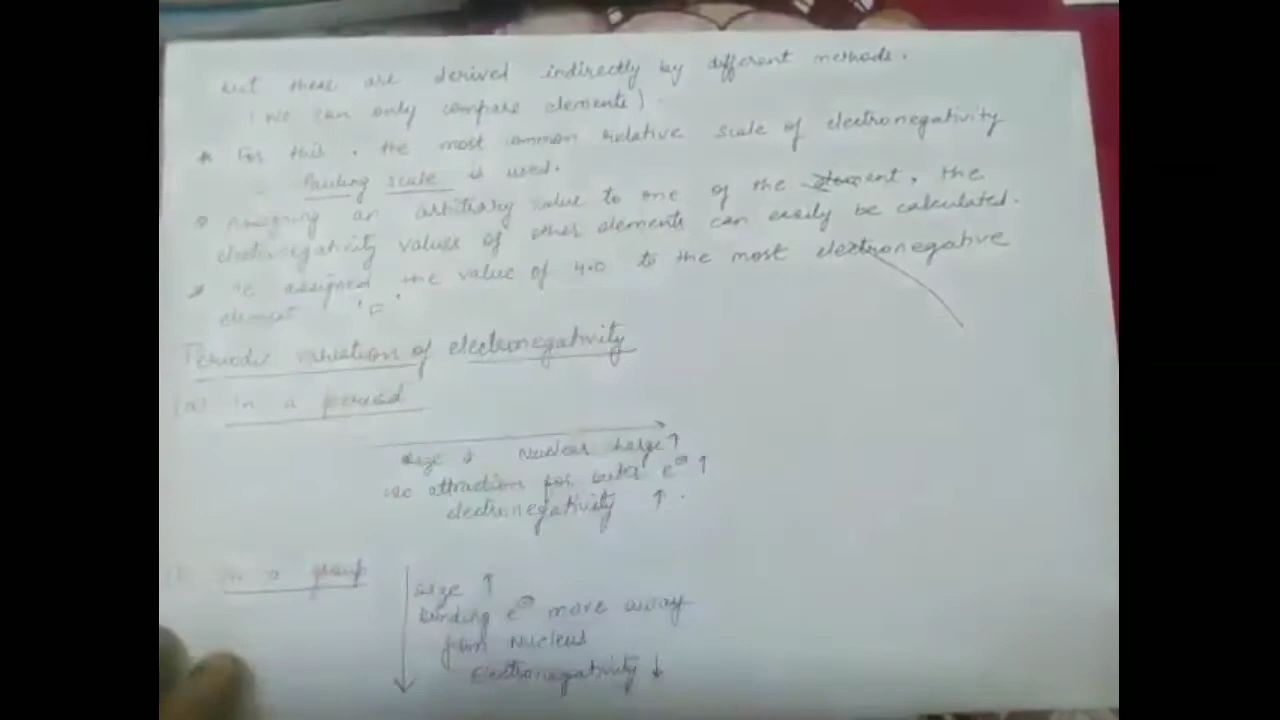 but these are derived indirectly by different methods.
(We can only compare elements).
* For this, the most common relative scale of electronegativity
Pauling scale is used.
* Assigning an arbitrary value to one of the element, the
electronegativity values of other elements can easily be calculated.
* He assigned the value of 4.0 to the most electronegative
element 'F'
Periodic variation of electronegativity
(a) in a period
size ↓ Nuclear charge ↑
so attraction for outer e⊖ ↑
electronegativity ↑.
in a group
size ↑
bonding e⊖ more away
from Nucleus
Electronegativity ↓